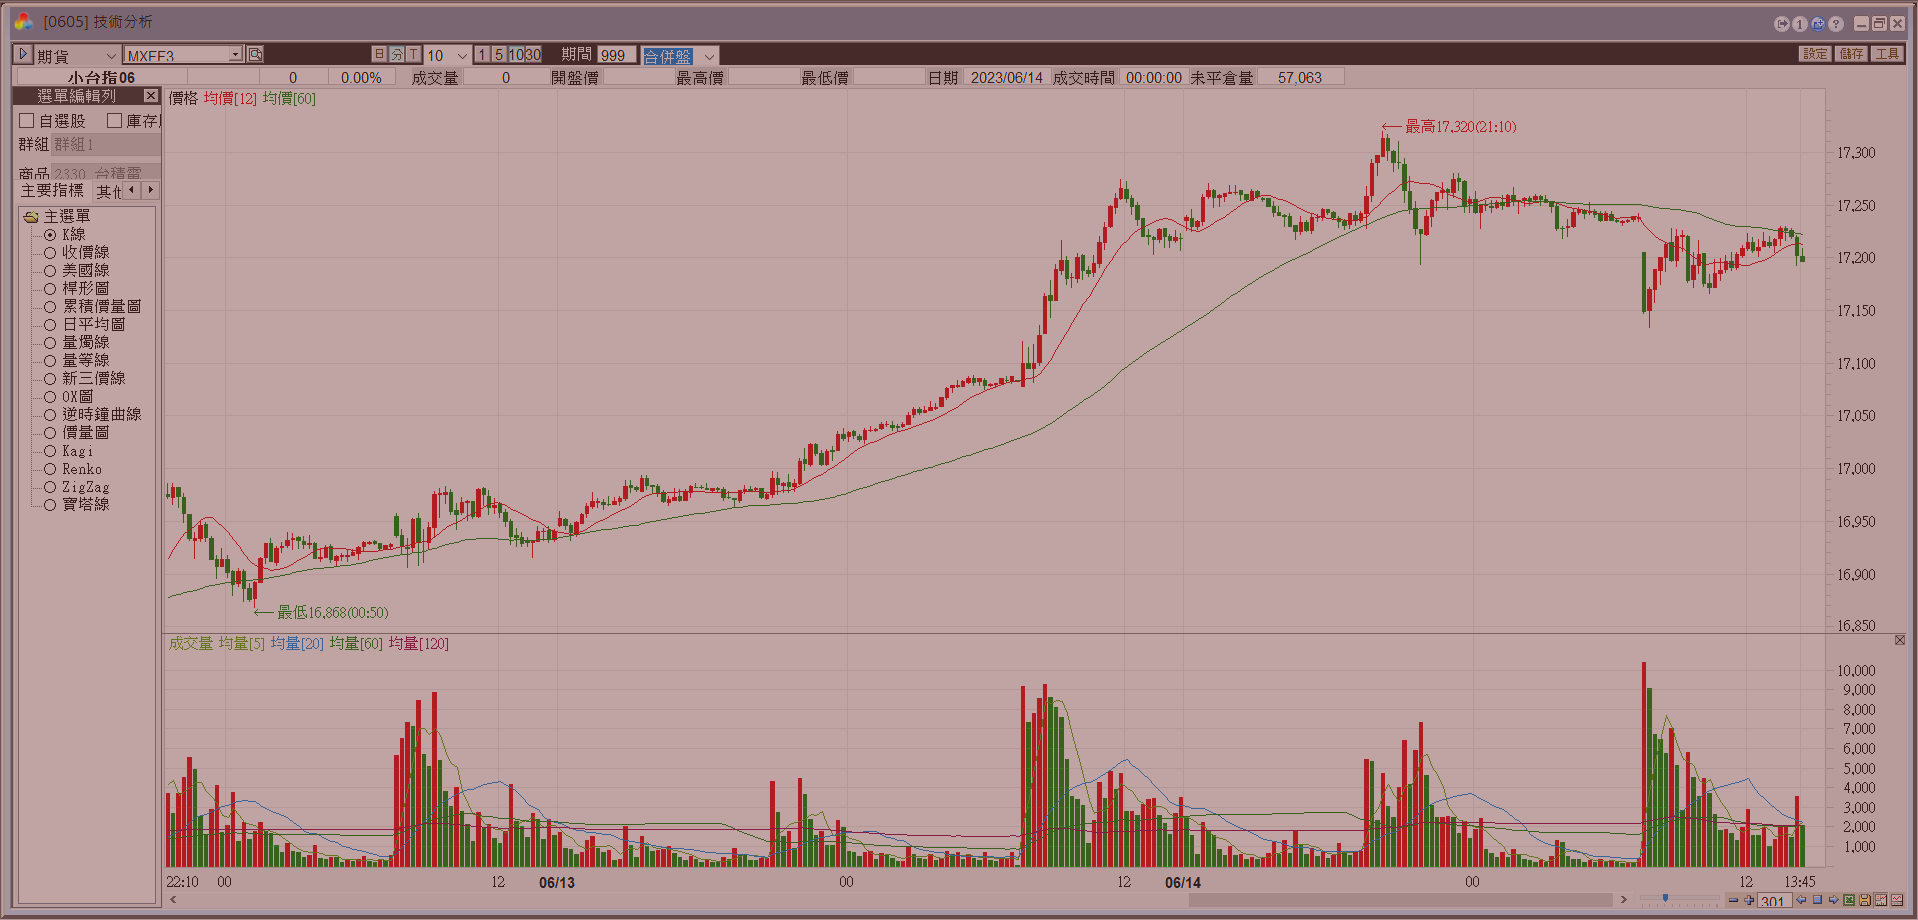 [0605] 技術分析
期貨 MXFF3 日 分 T 10 1 5 10 30 期間 999 合併盤 設定 儲存 工具
小台指06 0 0.00% 成交量 0 開盤價 最高價 最低價 日期 2023/06/14 成交時間 00:00:00 未平倉量 57,063
選單編輯列
自選股 庫存
群組 群組1
商品 2330 台積電
主要指標 其他
主選單
K線
收價線
美國線
桿形圖
累積價量圖
日平均圖
量燭線
量等線
新三價線
OX圖
逆時鐘曲線
價量圖
Kagi
Renko
ZigZag
寶塔線
價格 均價[12] 均價[60]
最高17,320(21:10)
17,300
17,250
17,200
17,150
17,100
17,050
17,000
16,950
16,900
16,850
最低16,868(00:50)
成交量 均量[5] 均量[20] 均量[60] 均量[120]
10,000
9,000
8,000
7,000
6,000
5,000
4,000
3,000
2,000
1,000
22:10 00 12 06/13 00 12 06/14 00 12 13:45
301